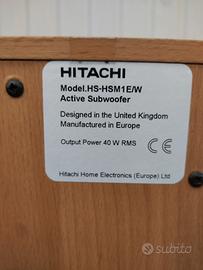 HITACHI
Model.HS-HSM1E/W
Active Subwoofer
Designed in the United Kingdom
Manufactured in Europe
Output Power 40 W RMS
CE
Hitachi Home Electronics (Europe) Ltd
subito